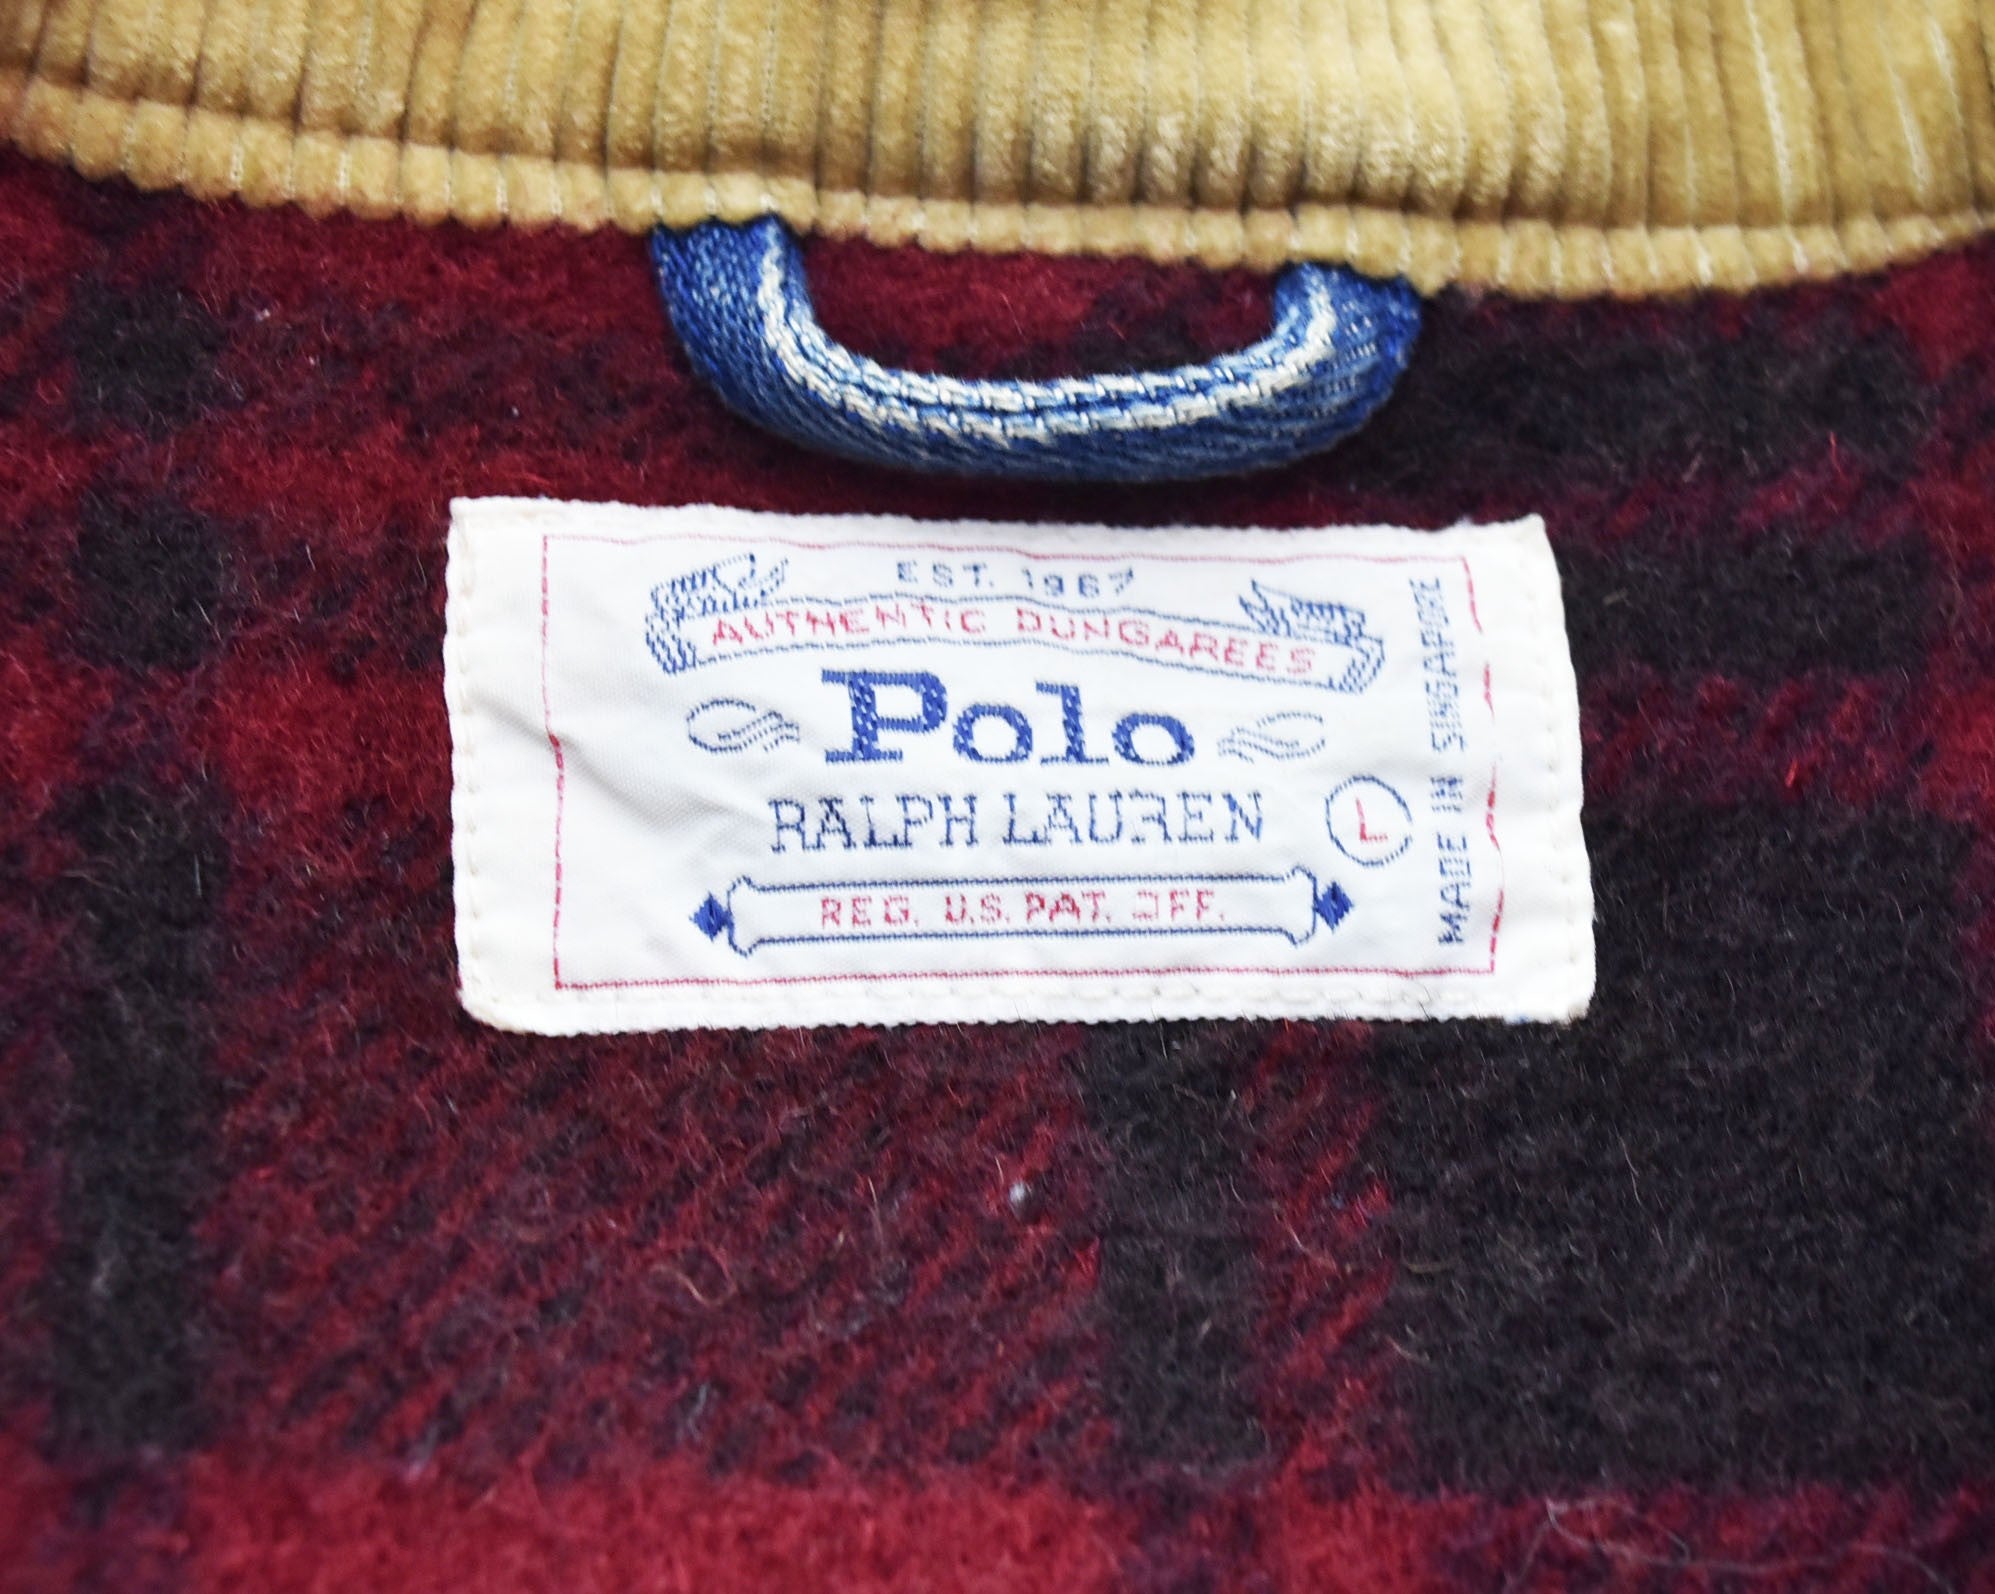 EST. 1967
AUTHENTIC DUNGAREES
Polo
RALPH LAUREN
L
REG. U.S. PAT. OFF.
MADE IN SINGAPORE